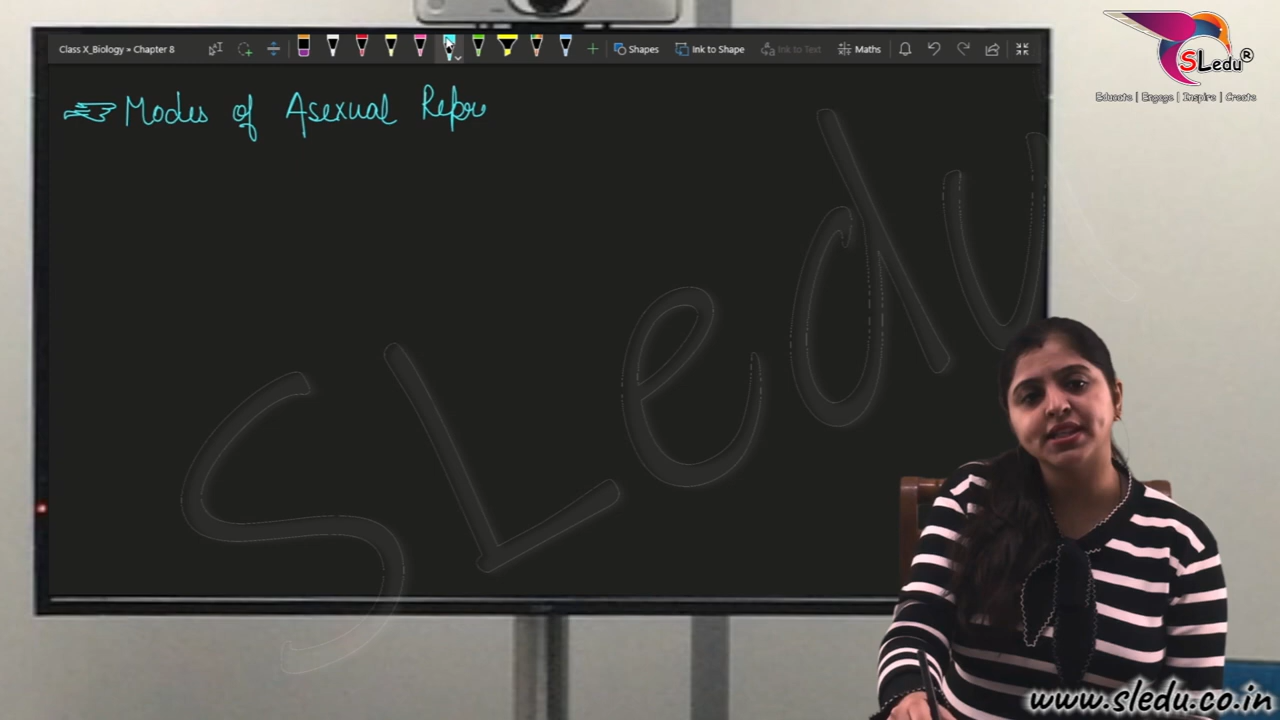 Class X_Biology » Chapter 8
Shapes
Ink to Shape
Ink to Text
Maths
Modes of Asexual Repro
SLedu
SLedu®
Educate | Engage | Inspire | Create
www.sledu.co.in